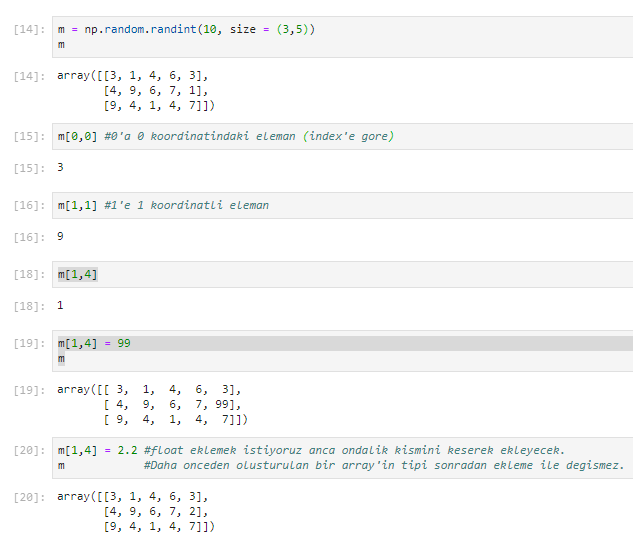 [14]: m = np.random.randint(10, size = (3,5))
m
[14]: array([[3, 1, 4, 6, 3],
[4, 9, 6, 7, 1],
[9, 4, 1, 4, 7]])
[15]: m[0,0] #0'a 0 koordinatindaki eleman (index'e gore)
[15]: 3
[16]: m[1,1] #1'e 1 koordinatli eleman
[16]: 9
[18]: m[1,4]
[18]: 1
[19]: m[1,4] = 99
m
[19]: array([[ 3,  1,  4,  6,  3],
[ 4,  9,  6,  7, 99],
[ 9,  4,  1,  4,  7]])
[20]: m[1,4] = 2.2 #float eklemek istiyoruz anca ondalik kismini keserek ekleyecek.
m #Daha onceden olusturulan bir array'in tipi sonradan ekleme ile degismez.
[20]: array([[3, 1, 4, 6, 3],
[4, 9, 6, 7, 2],
[9, 4, 1, 4, 7]])